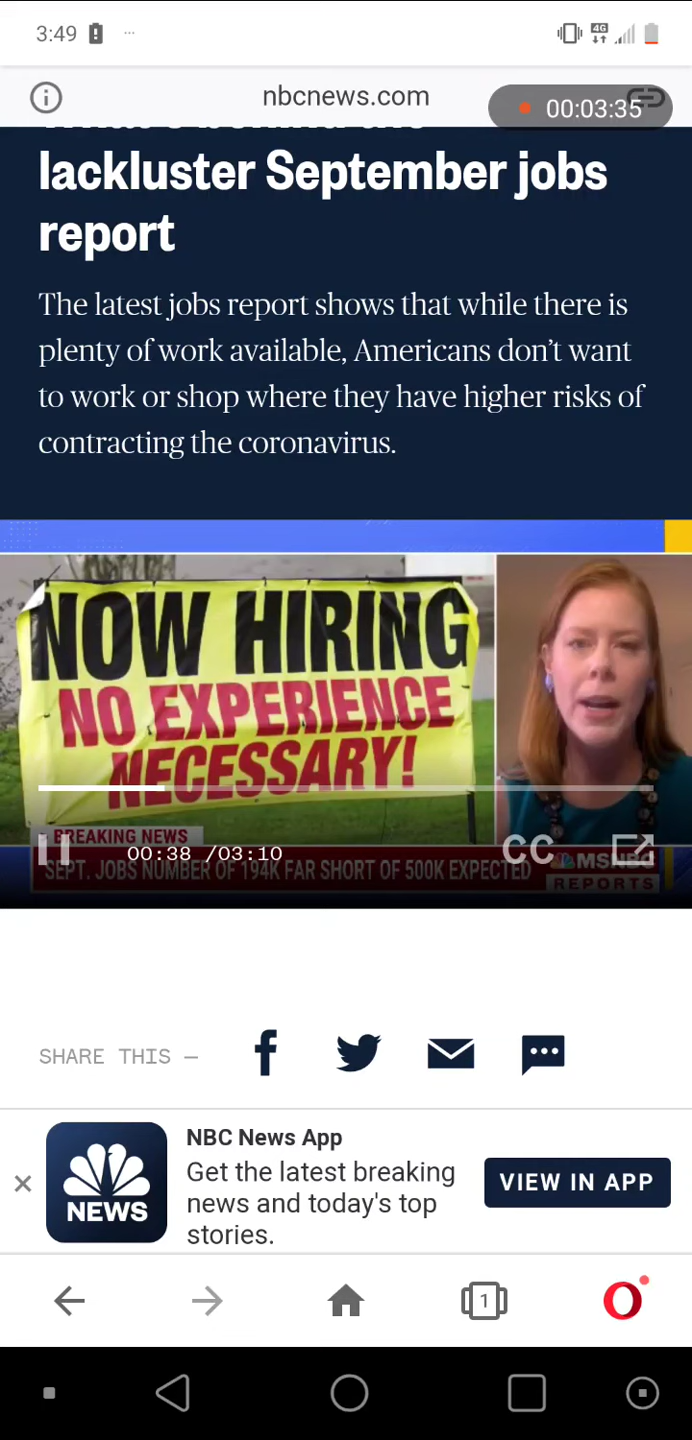 3:49
4G
nbcnews.com
00:03:35
lackluster September jobs
report
The latest jobs report shows that while there is
plenty of work available, Americans don't want
to work or shop where they have higher risks of
contracting the coronavirus.
NOW HIRING
NO EXPERIENCE
NECESSARY!
BREAKING NEWS
00:38 /03:10
CC
SEPT. JOBS NUMBER OF 194K FAR SHORT OF 500K EXPECTED
MSNBC
REPORTS
SHARE THIS —
NBC News App
Get the latest breaking
news and today's top
stories.
NEWS
VIEW IN APP
1